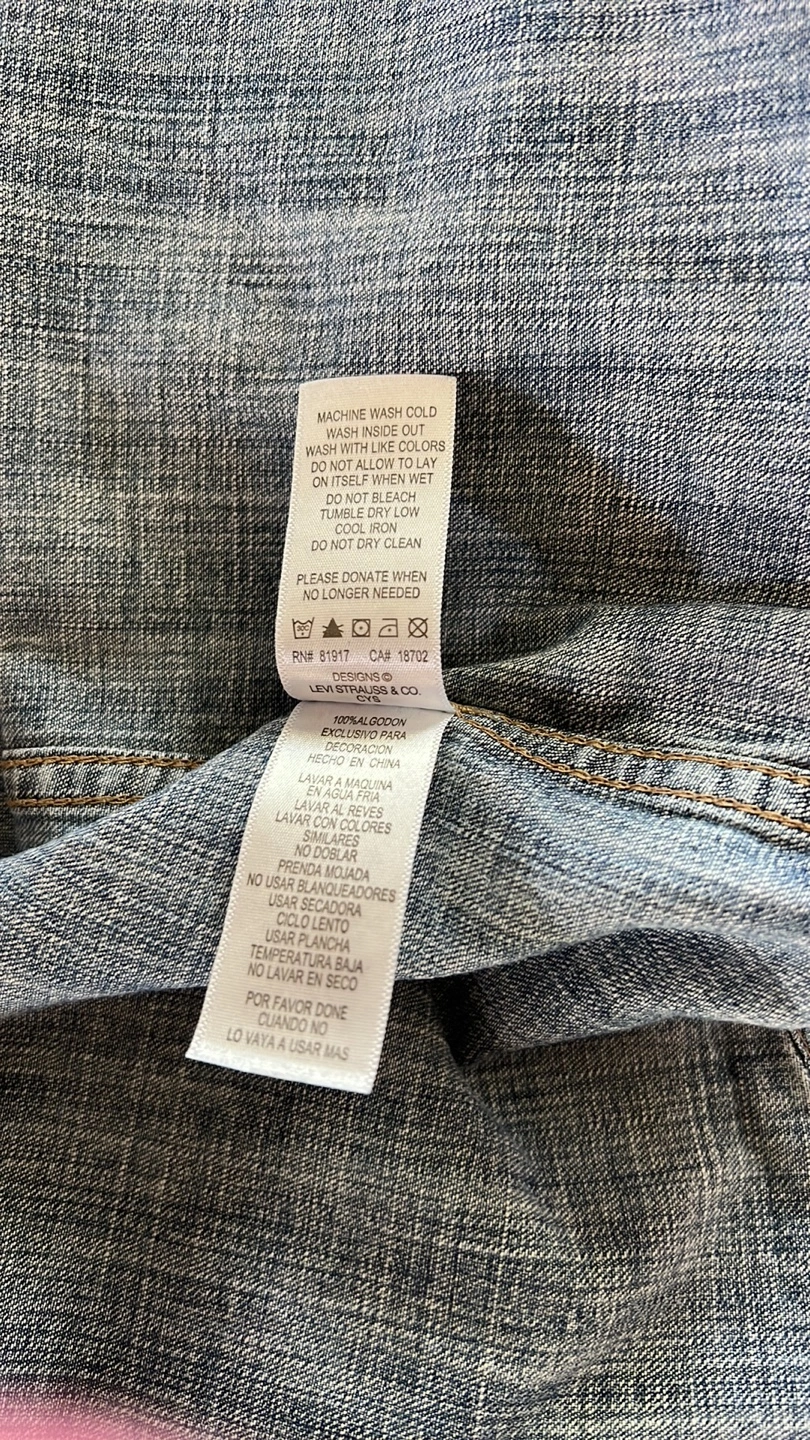 MACHINE WASH COLD
WASH INSIDE OUT
WASH WITH LIKE COLORS
DO NOT ALLOW TO LAY
ON ITSELF WHEN WET
DO NOT BLEACH
TUMBLE DRY LOW
COOL IRON
DO NOT DRY CLEAN
PLEASE DONATE WHEN
NO LONGER NEEDED
RN# 81917 CA# 18702
DESIGNS©
LEVI STRAUSS & CO.
CYS
100%ALGODON
EXCLUSIVO PARA
DECORACION
HECHO EN CHINA
LAVAR A MAQUINA
EN AGUA FRIA
LAVAR AL REVES
LAVAR CON COLORES
SIMILARES
NO DOBLAR
PRENDA MOJADA
NO USAR BLANQUEADORES
USAR SECADORA
CICLO LENTO
USAR PLANCHA
TEMPERATURA BAJA
NO LAVAR EN SECO
POR FAVOR DONE
CUANDO NO
LO VAYA A USAR MAS